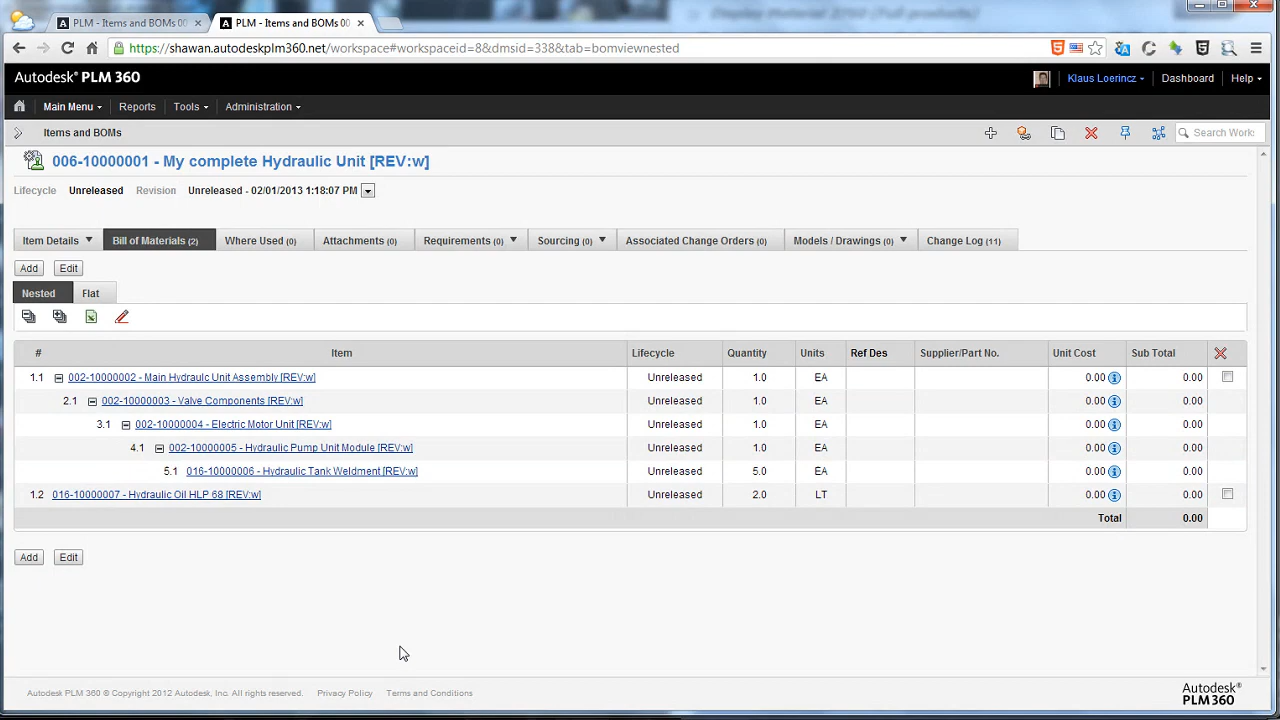 PLM - Items and BOMs 00
PLM - Items and BOMs 00
https://shawan.autodeskplm360.net/workspace#workspaceid=8&dmsid=338&tab=bomviewnested
Autodesk® PLM 360
Klaus Loerincz
Dashboard
Help
Main Menu
Reports
Tools
Administration
Items and BOMs
Search Works
006-10000001 - My complete Hydraulic Unit [REV:w]
Lifecycle Unreleased Revision Unreleased - 02/01/2013 1:18:07 PM
Item Details Bill of Materials (2) Where Used (0) Attachments (0) Requirements (0) Sourcing (0) Associated Change Orders (0) Models / Drawings (0) Change Log (11)
Add Edit
Nested Flat
# Item Lifecycle Quantity Units Ref Des Supplier/Part No. Unit Cost Sub Total
1.1 002-10000002 - Main Hydraulc Unit Assembly [REV:w] Unreleased 1.0 EA 0.00 0.00
2.1 002-10000003 - Valve Components [REV:w] Unreleased 1.0 EA 0.00 0.00
3.1 002-10000004 - Electric Motor Unit [REV:w] Unreleased 1.0 EA 0.00 0.00
4.1 002-10000005 - Hydraulic Pump Unit Module [REV:w] Unreleased 1.0 EA 0.00 0.00
5.1 016-10000006 - Hydraulic Tank Weldment [REV:w] Unreleased 5.0 EA 0.00 0.00
1.2 016-10000007 - Hydraulic Oil HLP 68 [REV:w] Unreleased 2.0 LT 0.00 0.00
Total 0.00
Add Edit
Autodesk PLM 360 © Copyright 2012 Autodesk, Inc. All rights reserved. Privacy Policy Terms and Conditions
Autodesk®
PLM 360